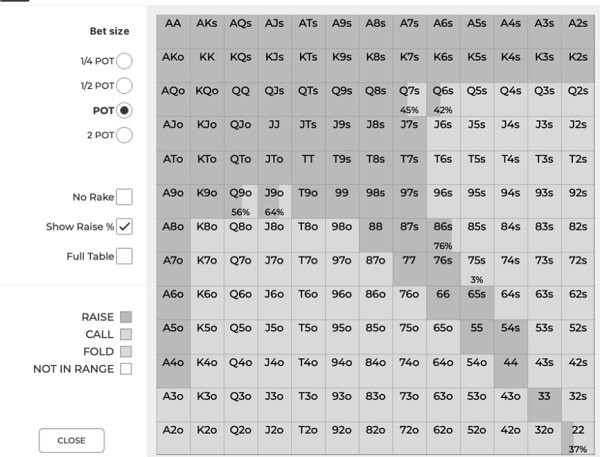 Bet size
1/4 POT
1/2 POT
POT
2 POT
No Rake
Show Raise %
Full Table
RAISE
CALL
FOLD
NOT IN RANGE
CLOSE
AA AKs AQs AJs ATs A9s A8s A7s A6s A5s A4s A3s A2s
AKo KK KQs KJs KTs K9s K8s K7s K6s K5s K4s K3s K2s
AQo KQo QQ QJs QTs Q9s Q8s Q7s Q6s Q5s Q4s Q3s Q2s
45% 42%
AJo KJo QJo JJ JTs J9s J8s J7s J6s J5s J4s J3s J2s
ATo KTo QTo JTo TT T9s T8s T7s T6s T5s T4s T3s T2s
A9o K9o Q9o J9o T9o 99 98s 97s 96s 95s 94s 93s 92s
56% 64%
A8o K8o Q8o J8o T8o 98o 88 87s 86s 85s 84s 83s 82s
76%
A7o K7o Q7o J7o T7o 97o 87o 77 76s 75s 74s 73s 72s
3%
A6o K6o Q6o J6o T6o 96o 86o 76o 66 65s 64s 63s 62s
A5o K5o Q5o J5o T5o 95o 85o 75o 65o 55 54s 53s 52s
A4o K4o Q4o J4o T4o 94o 84o 74o 64o 54o 44 43s 42s
A3o K3o Q3o J3o T3o 93o 83o 73o 63o 53o 43o 33 32s
A2o K2o Q2o J2o T2o 92o 82o 72o 62o 52o 42o 32o 22
37%